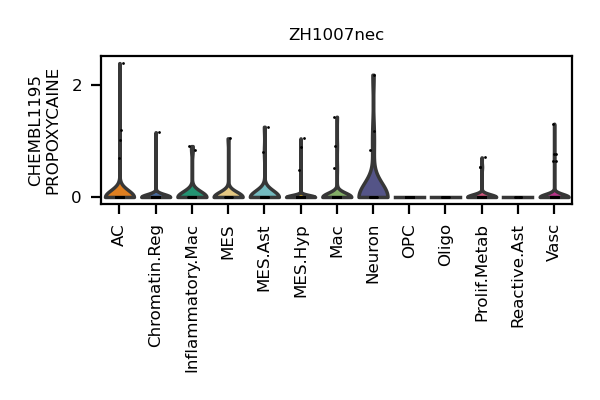 ZH1007nec
CHEMBL1195
PROPOXYCAINE
2
0
AC
Chromatin.Reg
Inflammatory.Mac
MES
MES.Ast
MES.Hyp
Mac
Neuron
OPC
Oligo
Prolif.Metab
Reactive.Ast
Vasc